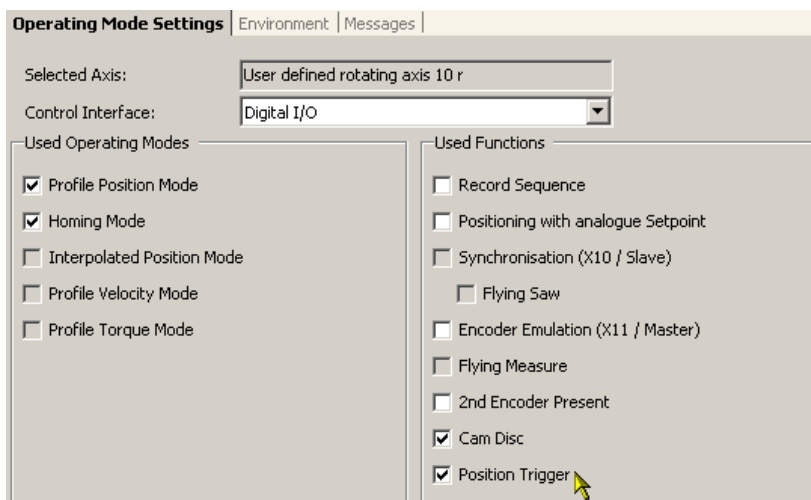 Operating Mode Settings Environment Messages
Selected Axis: User defined rotating axis 10 r
Control Interface: Digital I/O
Used Operating Modes
Profile Position Mode
Homing Mode
Interpolated Position Mode
Profile Velocity Mode
Profile Torque Mode
Used Functions
Record Sequence
Positioning with analogue Setpoint
Synchronisation (X10 / Slave)
Flying Saw
Encoder Emulation (X11 / Master)
Flying Measure
2nd Encoder Present
Cam Disc
Position Trigger